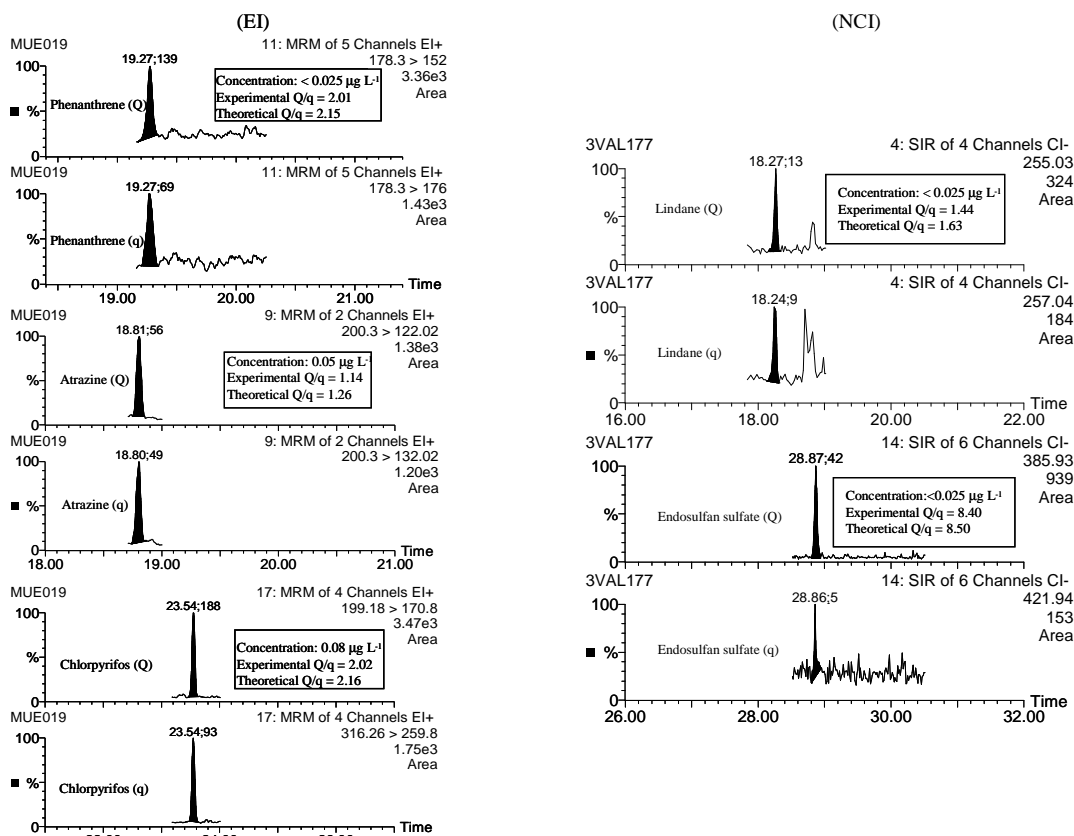 (EI)
MUE019
11: MRM of 5 Channels EI+
19.27;139
178.3 > 152
3.36e3
Area
100
%
0
Phenanthrene (Q)
Concentration: < 0.025 µg L-1
Experimental Q/q = 2.01
Theoretical Q/q = 2.15
MUE019
11: MRM of 5 Channels EI+
19.27;69
178.3 > 176
1.43e3
Area
100
%
0
Phenanthrene (q)
19.00 20.00 21.00
Time
MUE019
9: MRM of 2 Channels EI+
18.81;56
200.3 > 122.02
1.38e3
Area
100
%
0
Atrazine (Q)
Concentration: 0.05 µg L-1
Experimental Q/q = 1.14
Theoretical Q/q = 1.26
MUE019
9: MRM of 2 Channels EI+
18.80;49
200.3 > 132.02
1.20e3
Area
100
%
0
Atrazine (q)
18.00 19.00 20.00 21.00
Time
MUE019
17: MRM of 4 Channels EI+
23.54;188
199.18 > 170.8
3.47e3
Area
100
%
0
Chlorpyrifos (Q)
Concentration: 0.08 µg L-1
Experimental Q/q = 2.02
Theoretical Q/q = 2.16
MUE019
17: MRM of 4 Channels EI+
23.54;93
316.26 > 259.8
1.75e3
Area
100
%
0
Chlorpyrifos (q)
Time
(NCI)
3VAL177
4: SIR of 4 Channels CI-
18.27;13
255.03
324
Area
100
%
0
Lindane (Q)
Concentration: < 0.025 µg L-1
Experimental Q/q = 1.44
Theoretical Q/q = 1.63
3VAL177
4: SIR of 4 Channels CI-
18.24;9
257.04
184
Area
100
%
0
Lindane (q)
16.00 18.00 20.00 22.00
Time
3VAL177
14: SIR of 6 Channels CI-
28.87;42
385.93
939
Area
100
%
0
Endosulfan sulfate (Q)
Concentration:<0.025 µg L-1
Experimental Q/q = 8.40
Theoretical Q/q = 8.50
3VAL177
14: SIR of 6 Channels CI-
28.86;5
421.94
153
Area
100
%
0
Endosulfan sulfate (q)
26.00 28.00 30.00 32.00
Time